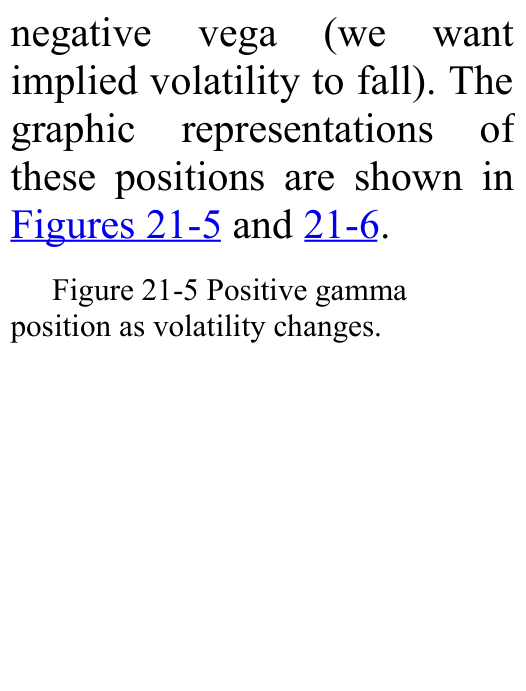 negative vega (we want
implied volatility to fall). The
graphic representations of
these positions are shown in
Figures 21-5 and 21-6.
Figure 21-5 Positive gamma
position as volatility changes.